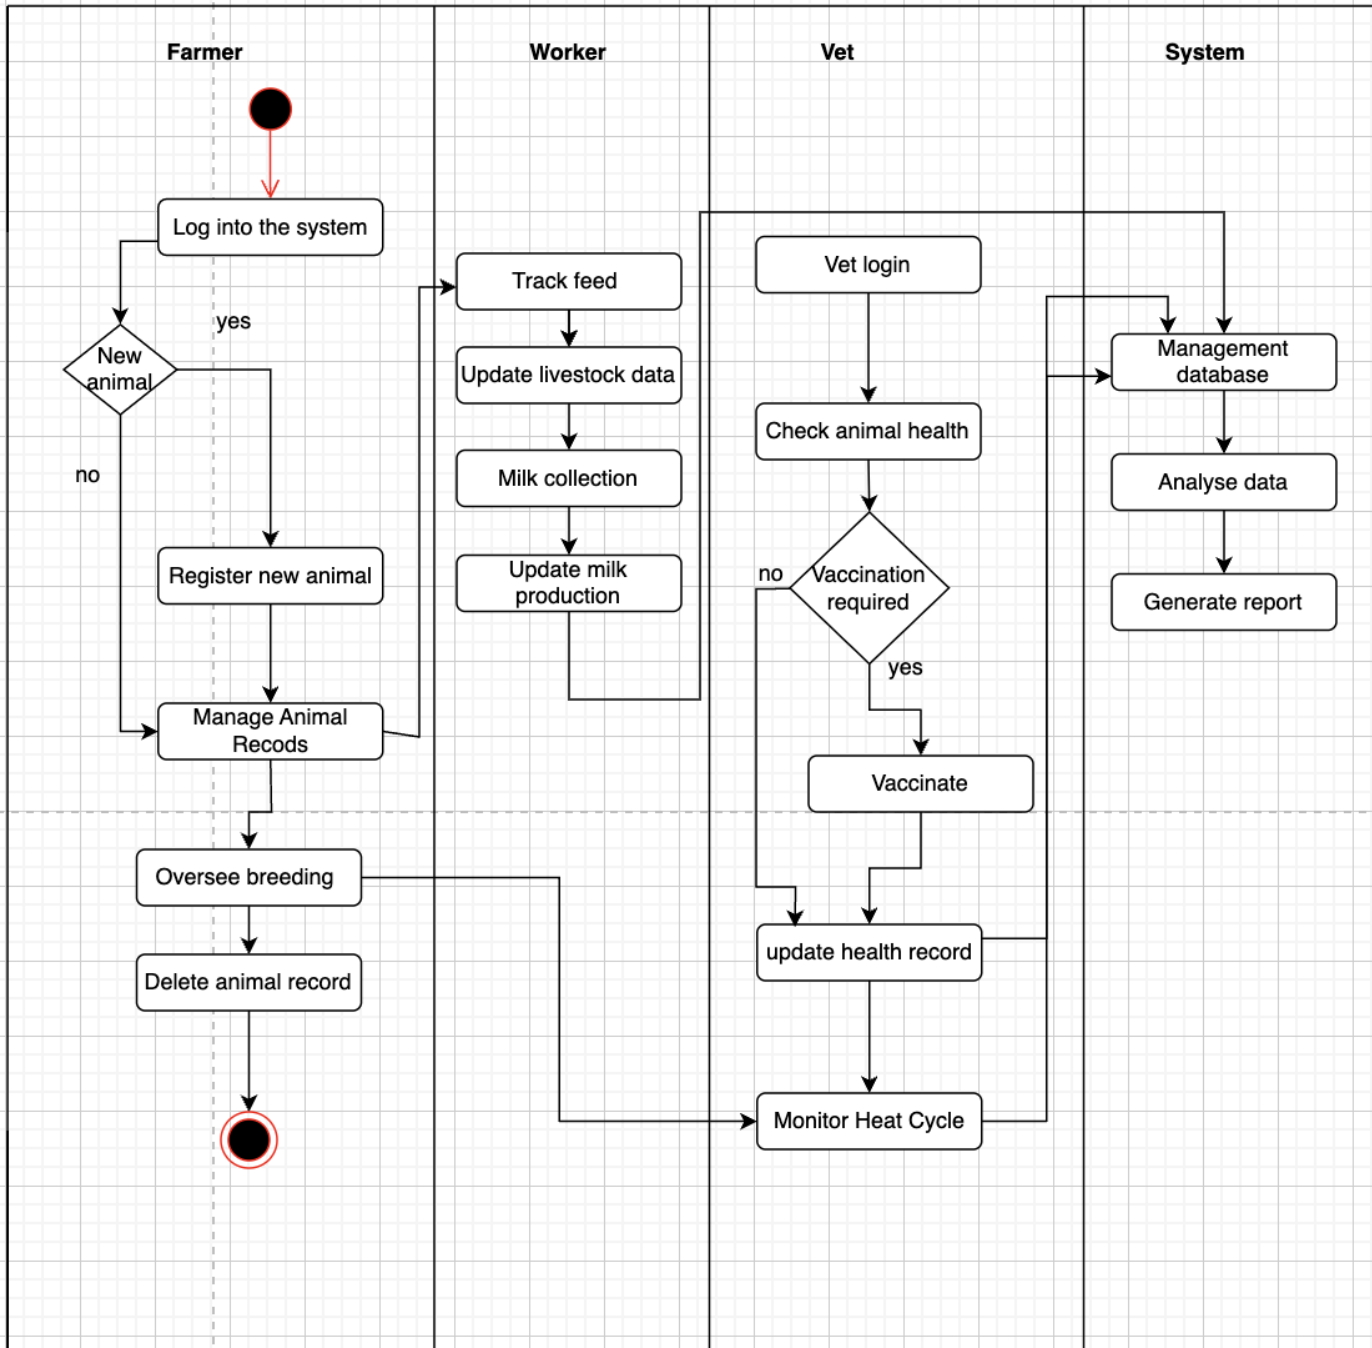 Farmer
Worker
Vet
System
Log into the system
yes
New
animal
no
Register new animal
Manage Animal
Recods
Oversee breeding
Delete animal record
Track feed
Update livestock data
Milk collection
Update milk
production
Vet login
Check animal health
no
Vaccination
required
yes
Vaccinate
update health record
Monitor Heat Cycle
Management
database
Analyse data
Generate report